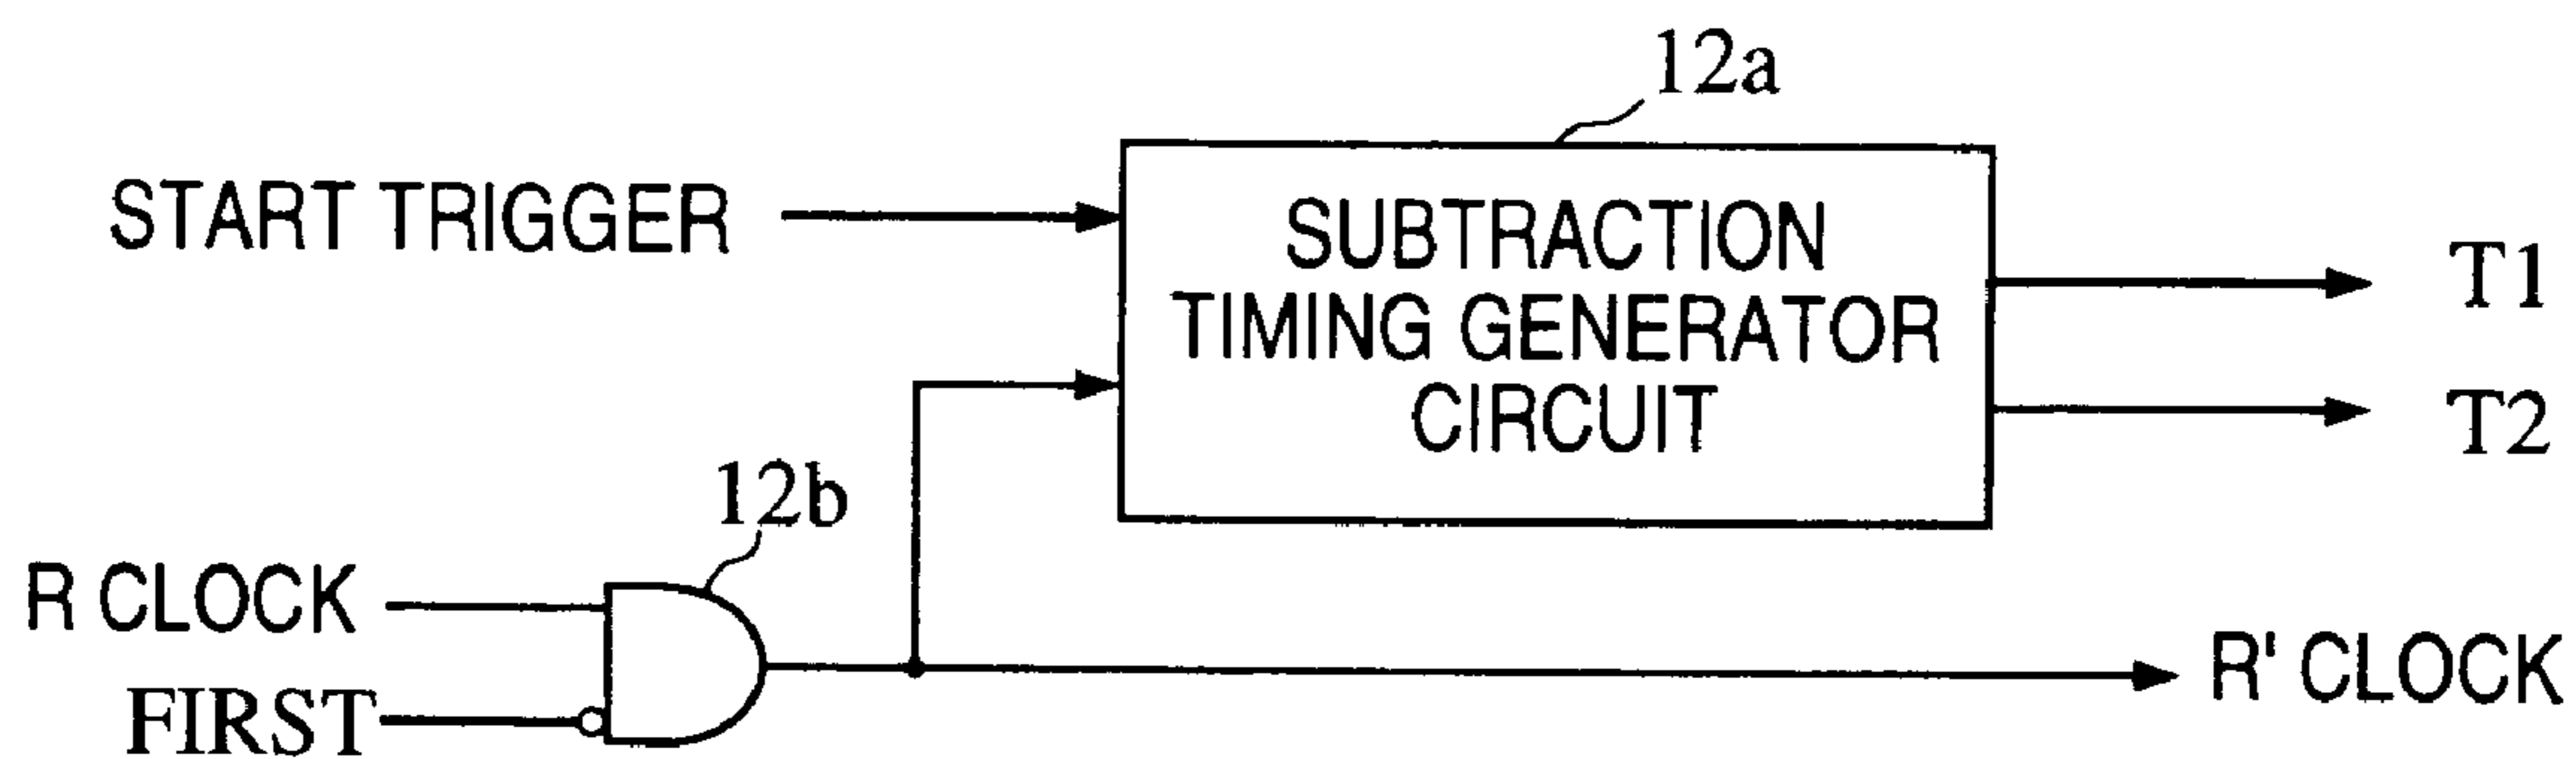 12a
START TRIGGER
SUBTRACTION
TIMING GENERATOR
CIRCUIT
T1
T2
12b
R CLOCK
FIRST
R' CLOCK